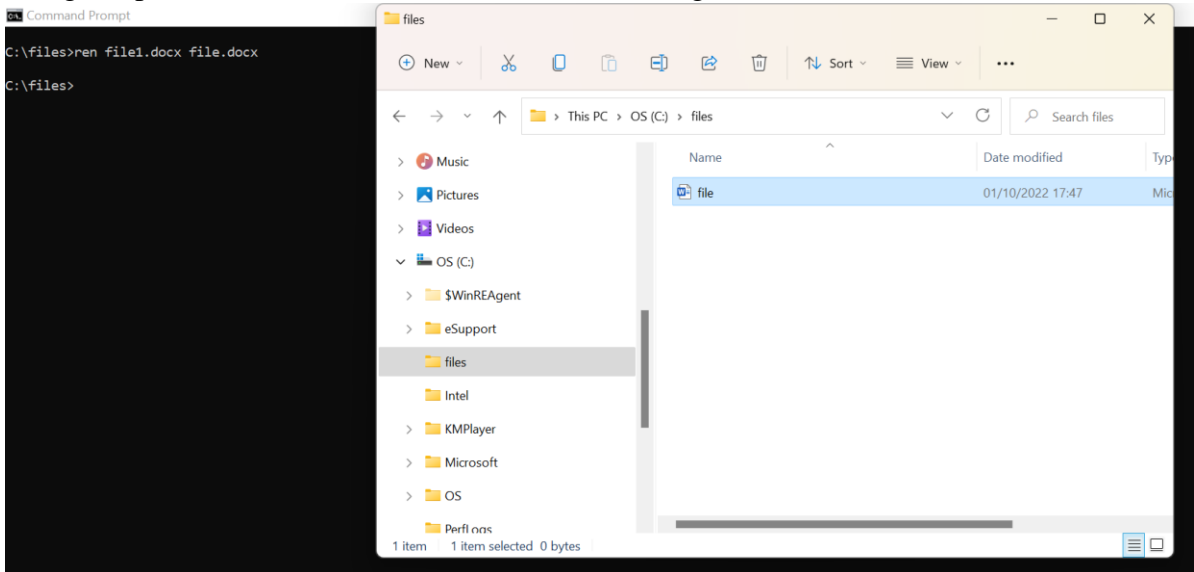 Command Prompt
C:\files>ren file1.docx file.docx
C:\files>
files
New
Sort
View
This PC > OS (C:) > files
Search files
Music
Pictures
Videos
OS (C:)
$WinREAgent
eSupport
files
Intel
KMPlayer
Microsoft
OS
PerfLogs
Name Date modified Typ
file 01/10/2022 17:47 Mic
1 item 1 item selected 0 bytes